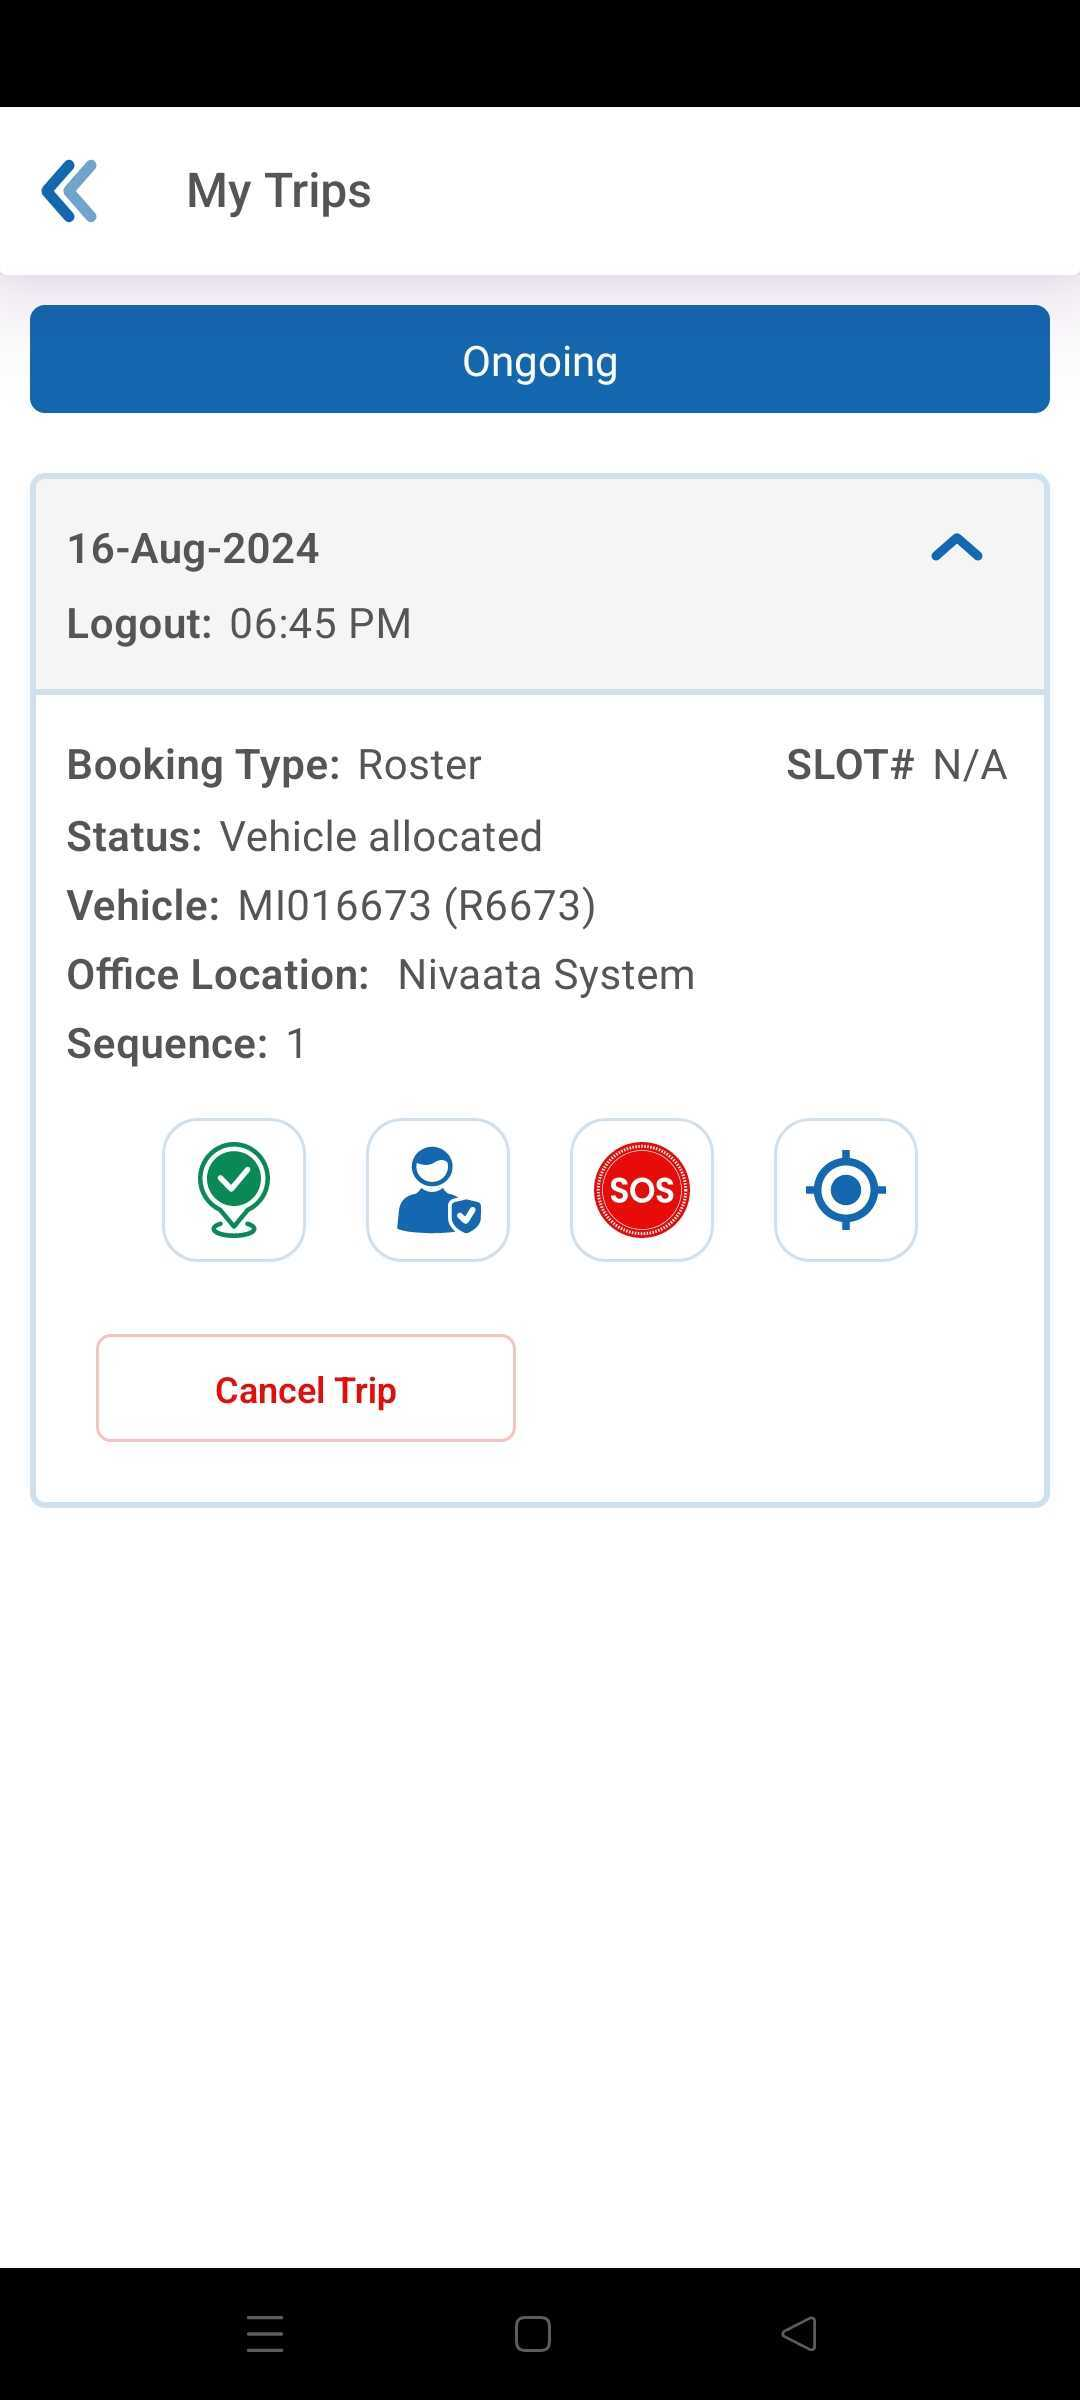 My Trips
Ongoing
16-Aug-2024
Logout: 06:45 PM
Booking Type: Roster SLOT# N/A
Status: Vehicle allocated
Vehicle: MI016673 (R6673)
Office Location: Nivaata System
Sequence: 1
SOS
Cancel Trip